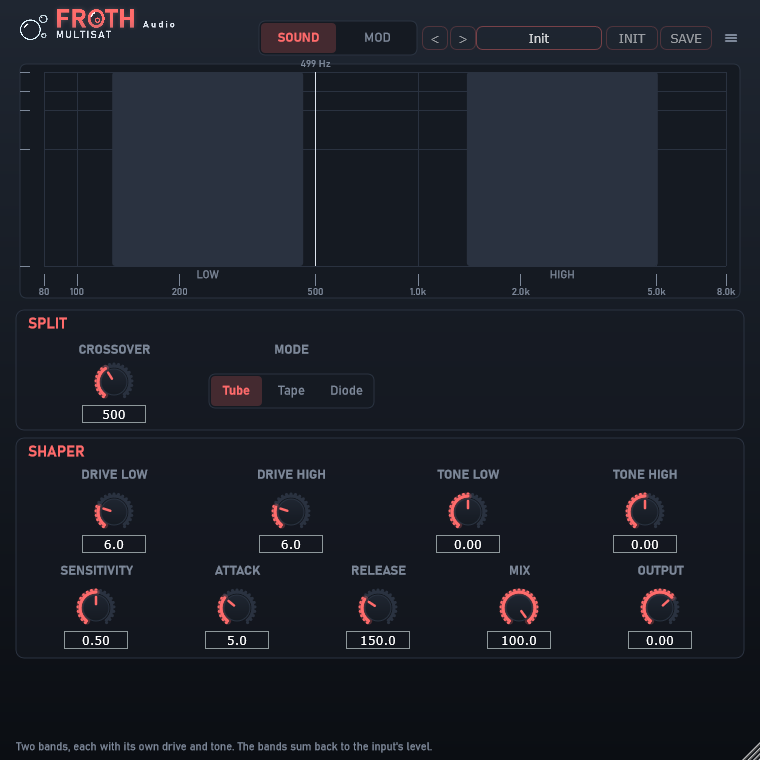 FROTH Audio
MULTISAT
SOUND MOD < > Init INIT SAVE
499 Hz
LOW HIGH
80 100 200 500 1.0k 2.0k 5.0k 8.0k
SPLIT
CROSSOVER MODE
Tube Tape Diode
500
SHAPER
DRIVE LOW DRIVE HIGH TONE LOW TONE HIGH
6.0 6.0 0.00 0.00
SENSITIVITY ATTACK RELEASE MIX OUTPUT
0.50 5.0 150.0 100.0 0.00
Two bands, each with its own drive and tone. The bands sum back to the input's level.